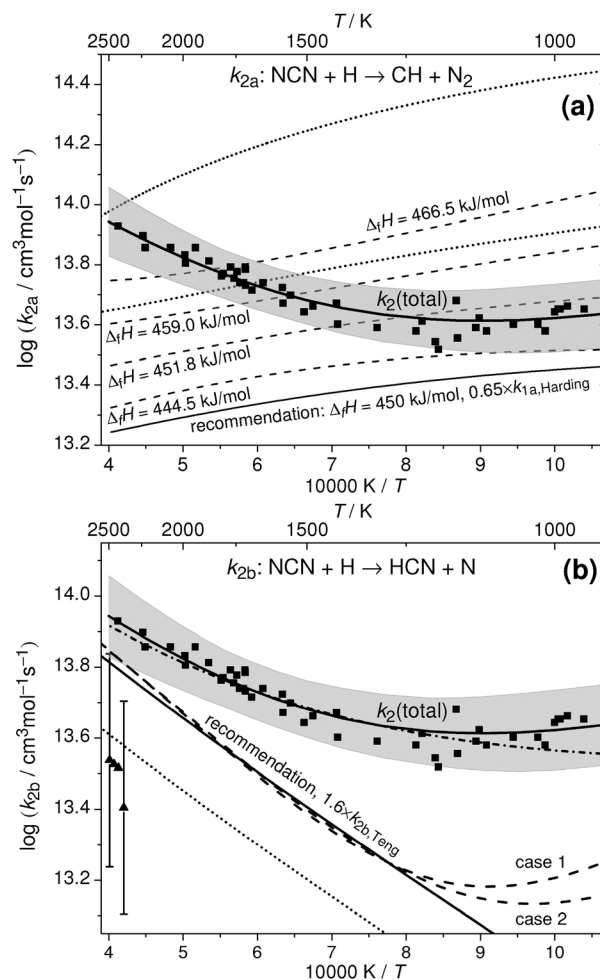 T / K
2500 2000 1500 1000
k2a: NCN + H → CH + N2
(a)
14.4
14.2
14.0
13.8
13.6
13.4
13.2
log (k2a / cm3mol−1s−1)
ΔfH = 466.5 kJ/mol
k2(total)
ΔfH = 459.0 kJ/mol
ΔfH = 451.8 kJ/mol
ΔfH = 444.5 kJ/mol
recommendation: ΔfH = 450 kJ/mol, 0.65×k1a,Harding
4 5 6 7 8 9 10
10000 K / T
T / K
2500 2000 1500 1000
k2b: NCN + H → HCN + N
(b)
14.0
13.8
13.6
13.4
13.2
log (k2b / cm3mol−1s−1)
k2(total)
recommendation, 1.6×k2b,Teng
case 1
case 2
4 5 6 7 8 9 10
10000 K / T